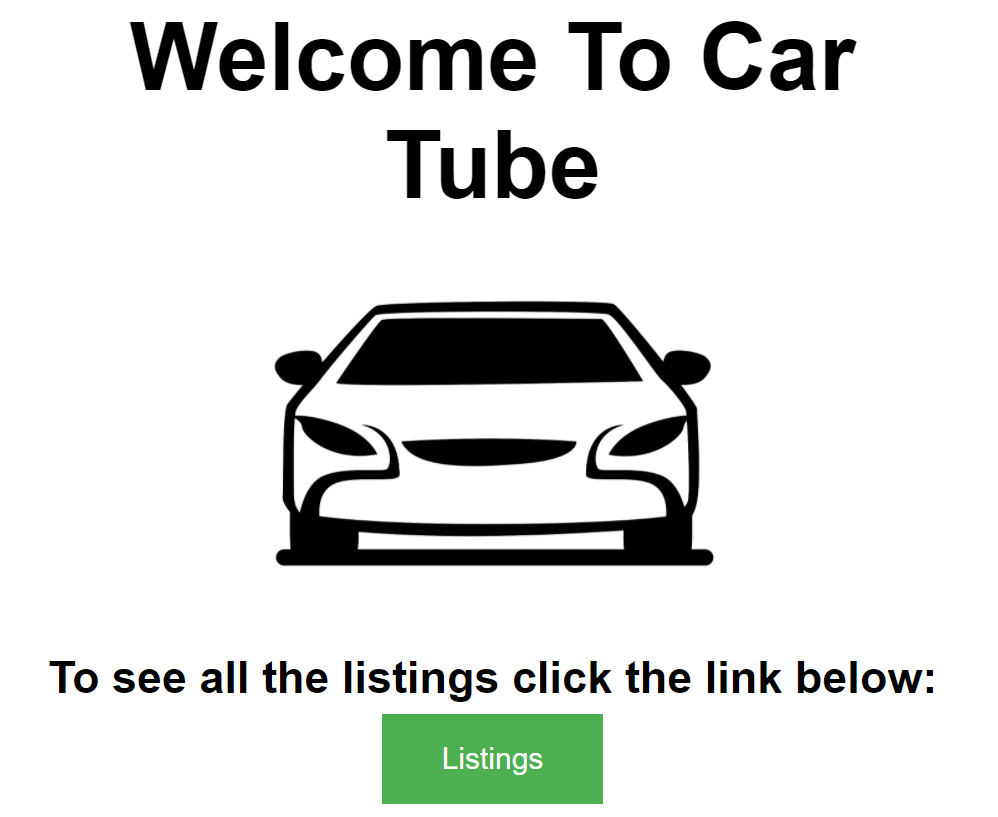 Welcome To Car
Tube
To see all the listings click the link below:
Listings